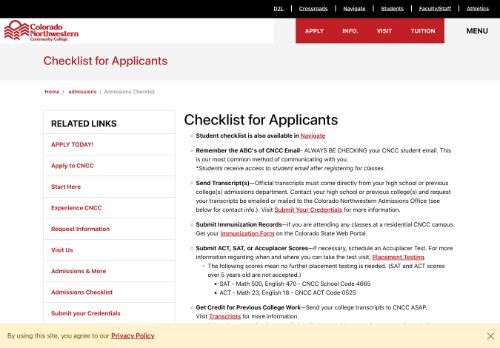 D2L Crossroads Navigate Students Faculty/Staff Athletics
Colorado
Northwestern
Community College
APPLY INFO. VISIT TUITION MENU
Checklist for Applicants
Home / admissions / Admissions Checklist
RELATED LINKS
APPLY TODAY!
Apply to CNCC
Start Here
Experience CNCC
Request Information
Visit Us
Admissions & More
Admissions Checklist
Submit your Credentials
Checklist for Applicants
Student checklist is also available in Navigate
Remember the ABC's of CNCC Email- ALWAYS BE CHECKING your CNCC student email. This
is our most common method of communicating with you.
*Students receive access to student email after registering for classes.
Send Transcript(s)—Official transcripts must come directly from your high school or previous
college(s) admissions department. Contact your high school or previous college(s) and request
your transcripts be emailed or mailed to the Colorado Northwestern Admissions Office (see
below for contact info.). Visit Submit Your Credentials for more information.
Submit Immunization Records—if you are attending any classes at a residential CNCC campus.
Get your Immunization Form on the Colorado State Web Portal.
Submit ACT, SAT, or Accuplacer Scores—If necessary, schedule an Accuplacer Test. For more
information regarding when and where you can take the test visit, Placement Testing.
The following scores mean no further placement testing is needed. (SAT and ACT scores
over 5 years old are not accepted.)
SAT - Math 500, English 470 - CNCC School Code 4665
ACT - Math 23, English 18 - CNCC ACT Code 0525
Get Credit for Previous College Work—Send your college transcripts to CNCC ASAP.
Visit Transcripts for more information.
By using this site, you agree to our Privacy Policy